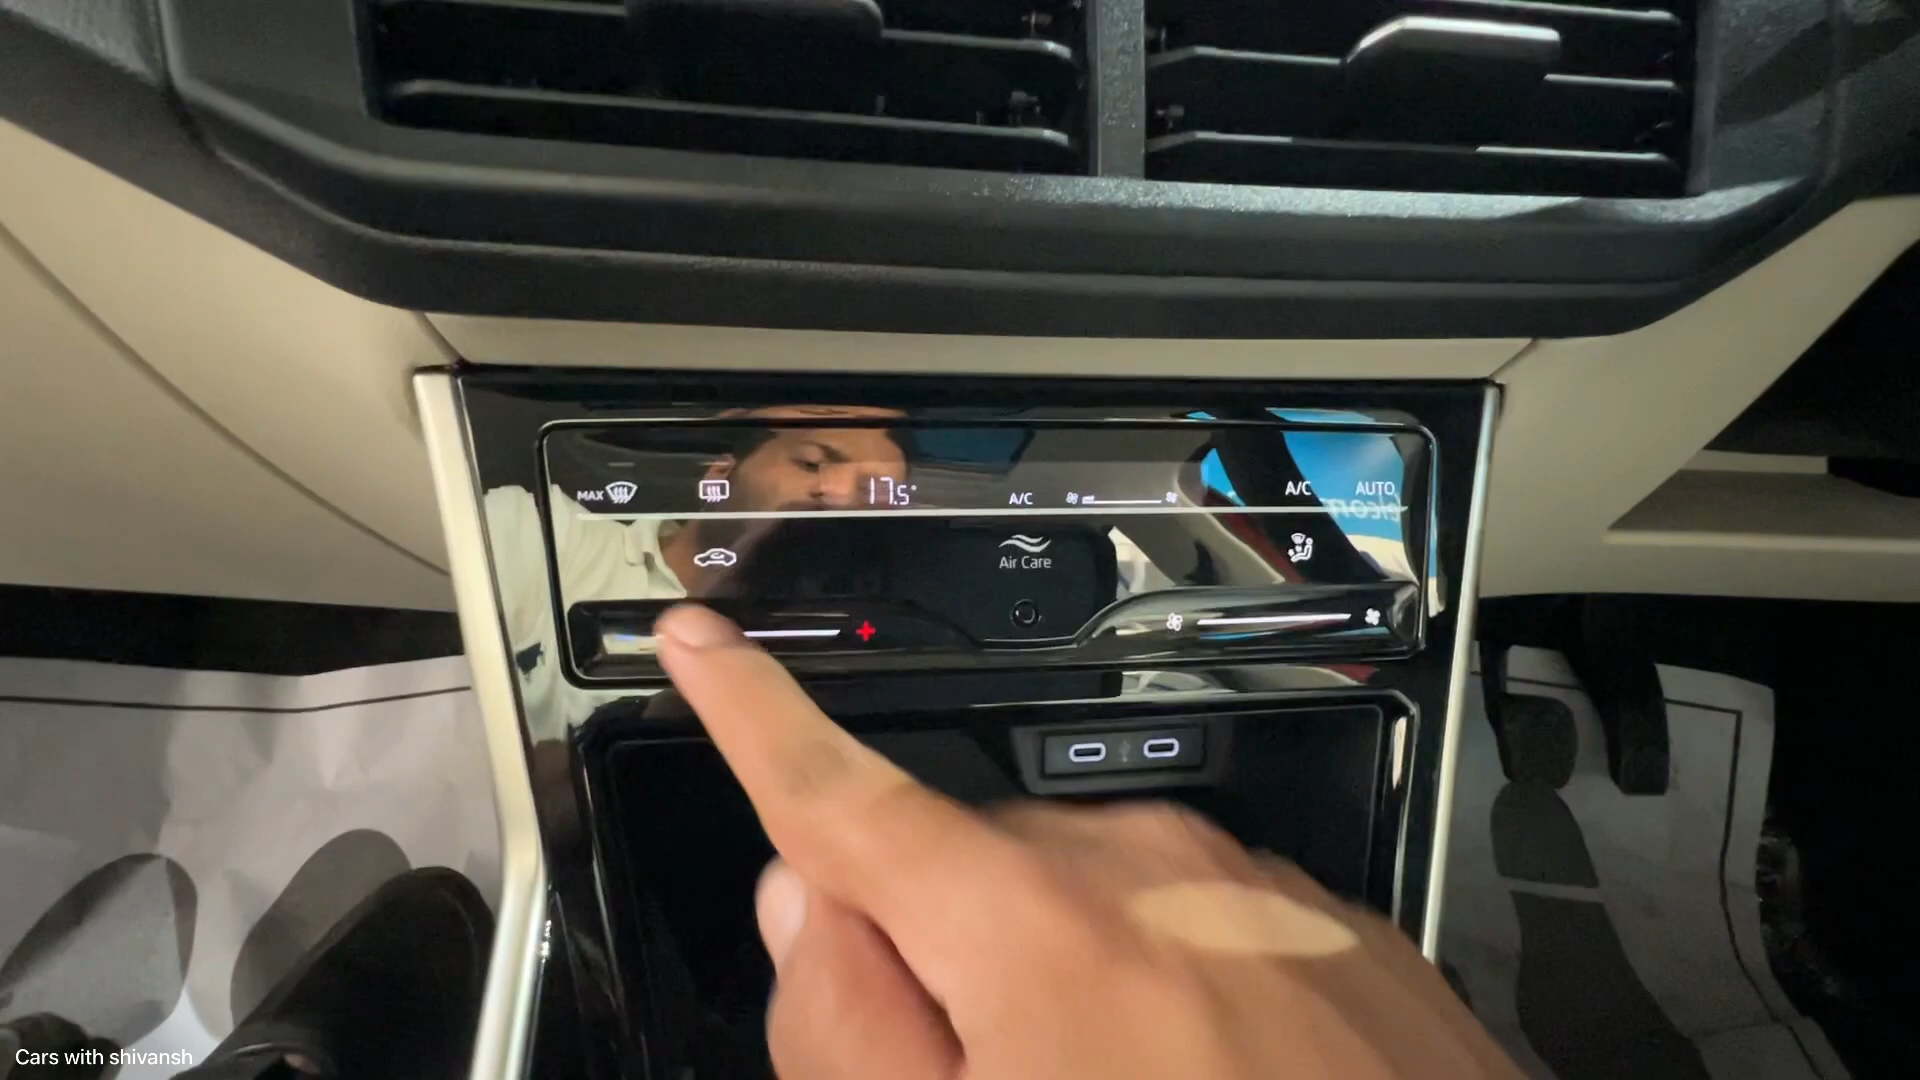 MAX
17.5°
A/C
A/C
AUTO
Air Care
Cars with shivansh